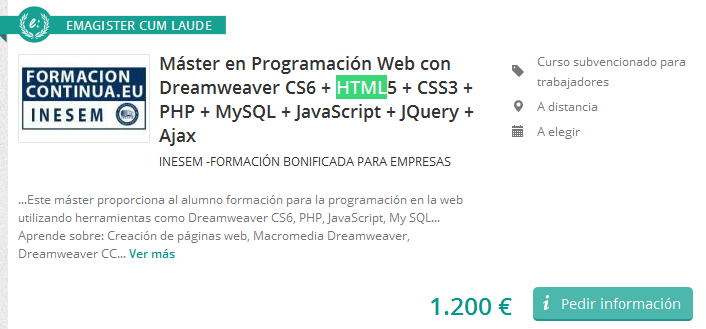 EMAGISTER CUM LAUDE
FORMACION
CONTINUA.EU
INESEM
Máster en Programación Web con
Dreamweaver CS6 + HTML5 + CSS3 +
PHP + MySQL + JavaScript + JQuery +
Ajax
INESEM -FORMACIÓN BONIFICADA PARA EMPRESAS
Curso subvencionado para
trabajadores
A distancia
A elegir
...Este máster proporciona al alumno formación para la programación en la web
utilizando herramientas como Dreamweaver CS6, PHP, JavaScript, My SQL...
Aprende sobre: Creación de páginas web, Macromedia Dreamweaver,
Dreamweaver CC... Ver más
1.200 €
i Pedir información